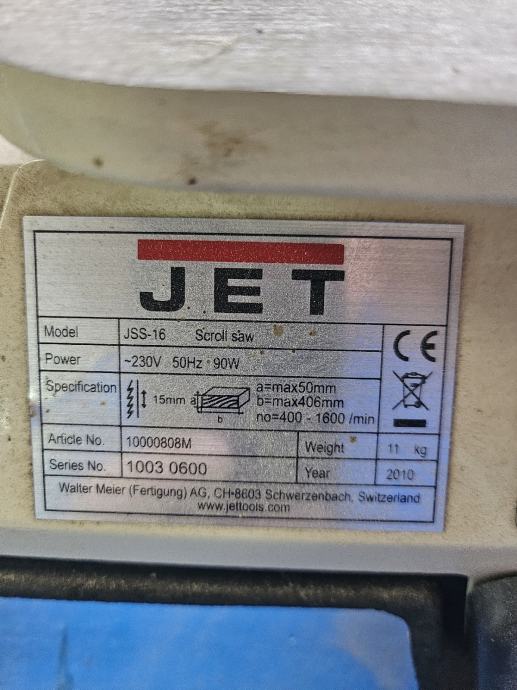 JET
Model JSS-16 Scroll saw
Power ~230V 50Hz 90W
Specification 15mm a b a=max50mm
b=max406mm
no=400 - 1600 /min
Article No. 10000808M Weight 11 kg
Series No. 1003 0600 Year 2010
Walter Meier (Fertigung) AG, CH-8603 Schwerzenbach, Switzerland
www.jettools.com
CE